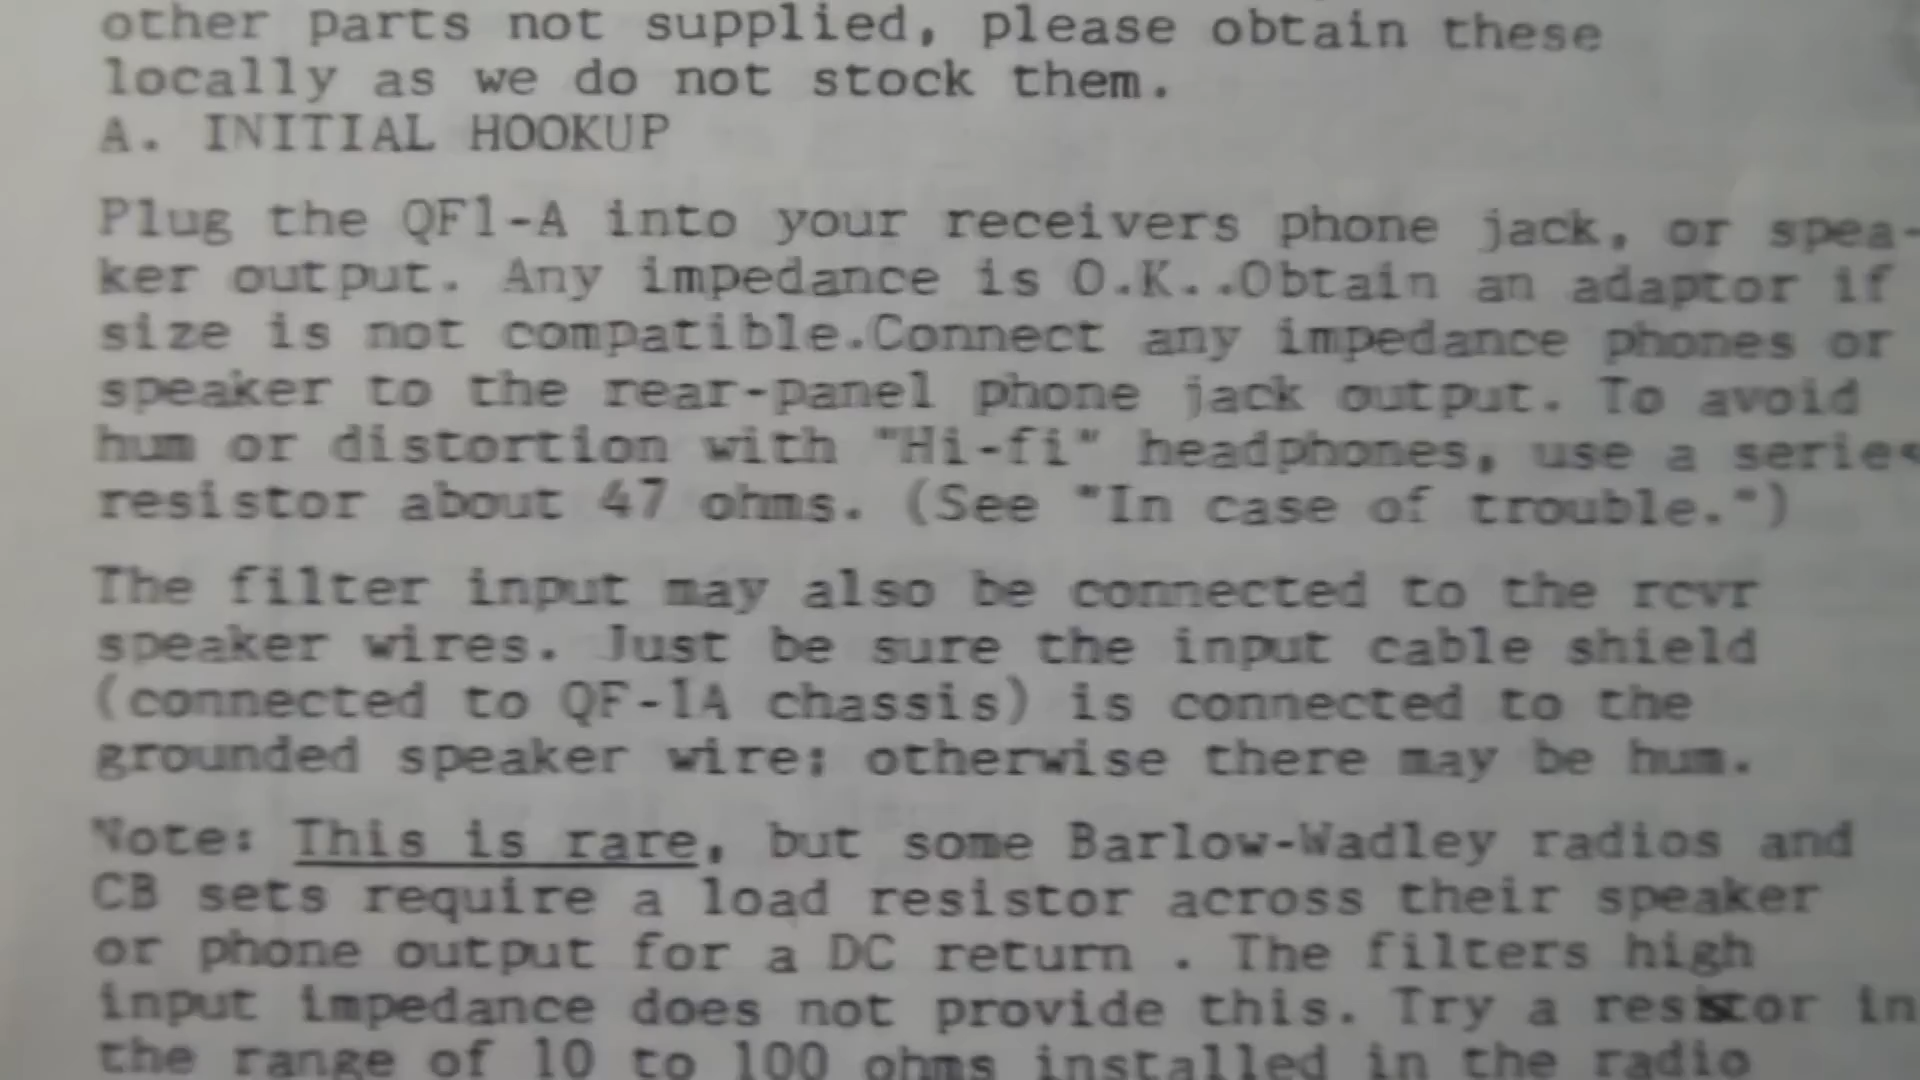 other parts not supplied, please obtain these
locally as we do not stock them.
A. INITIAL HOOKUP
Plug the QF1-A into your receivers phone jack, or spea-
ker output. Any impedance is O.K..Obtain an adaptor if
size is not compatible.Connect any impedance phones or
speaker to the rear-panel phone jack output. To avoid
hum or distortion with "Hi-fi" headphones, use a series
resistor about 47 ohms. (See "In case of trouble.")
The filter input may also be connected to the rcvr
speaker wires. Just be sure the input cable shield
(connected to QF-1A chassis) is connected to the
grounded speaker wire; otherwise there may be hum.
Note: This is rare, but some Barlow-Wadley radios and
CB sets require a load resistor across their speaker
or phone output for a DC return . The filters high
input impedance does not provide this. Try a resistor in
the range of 10 to 100 ohms installed in the radio